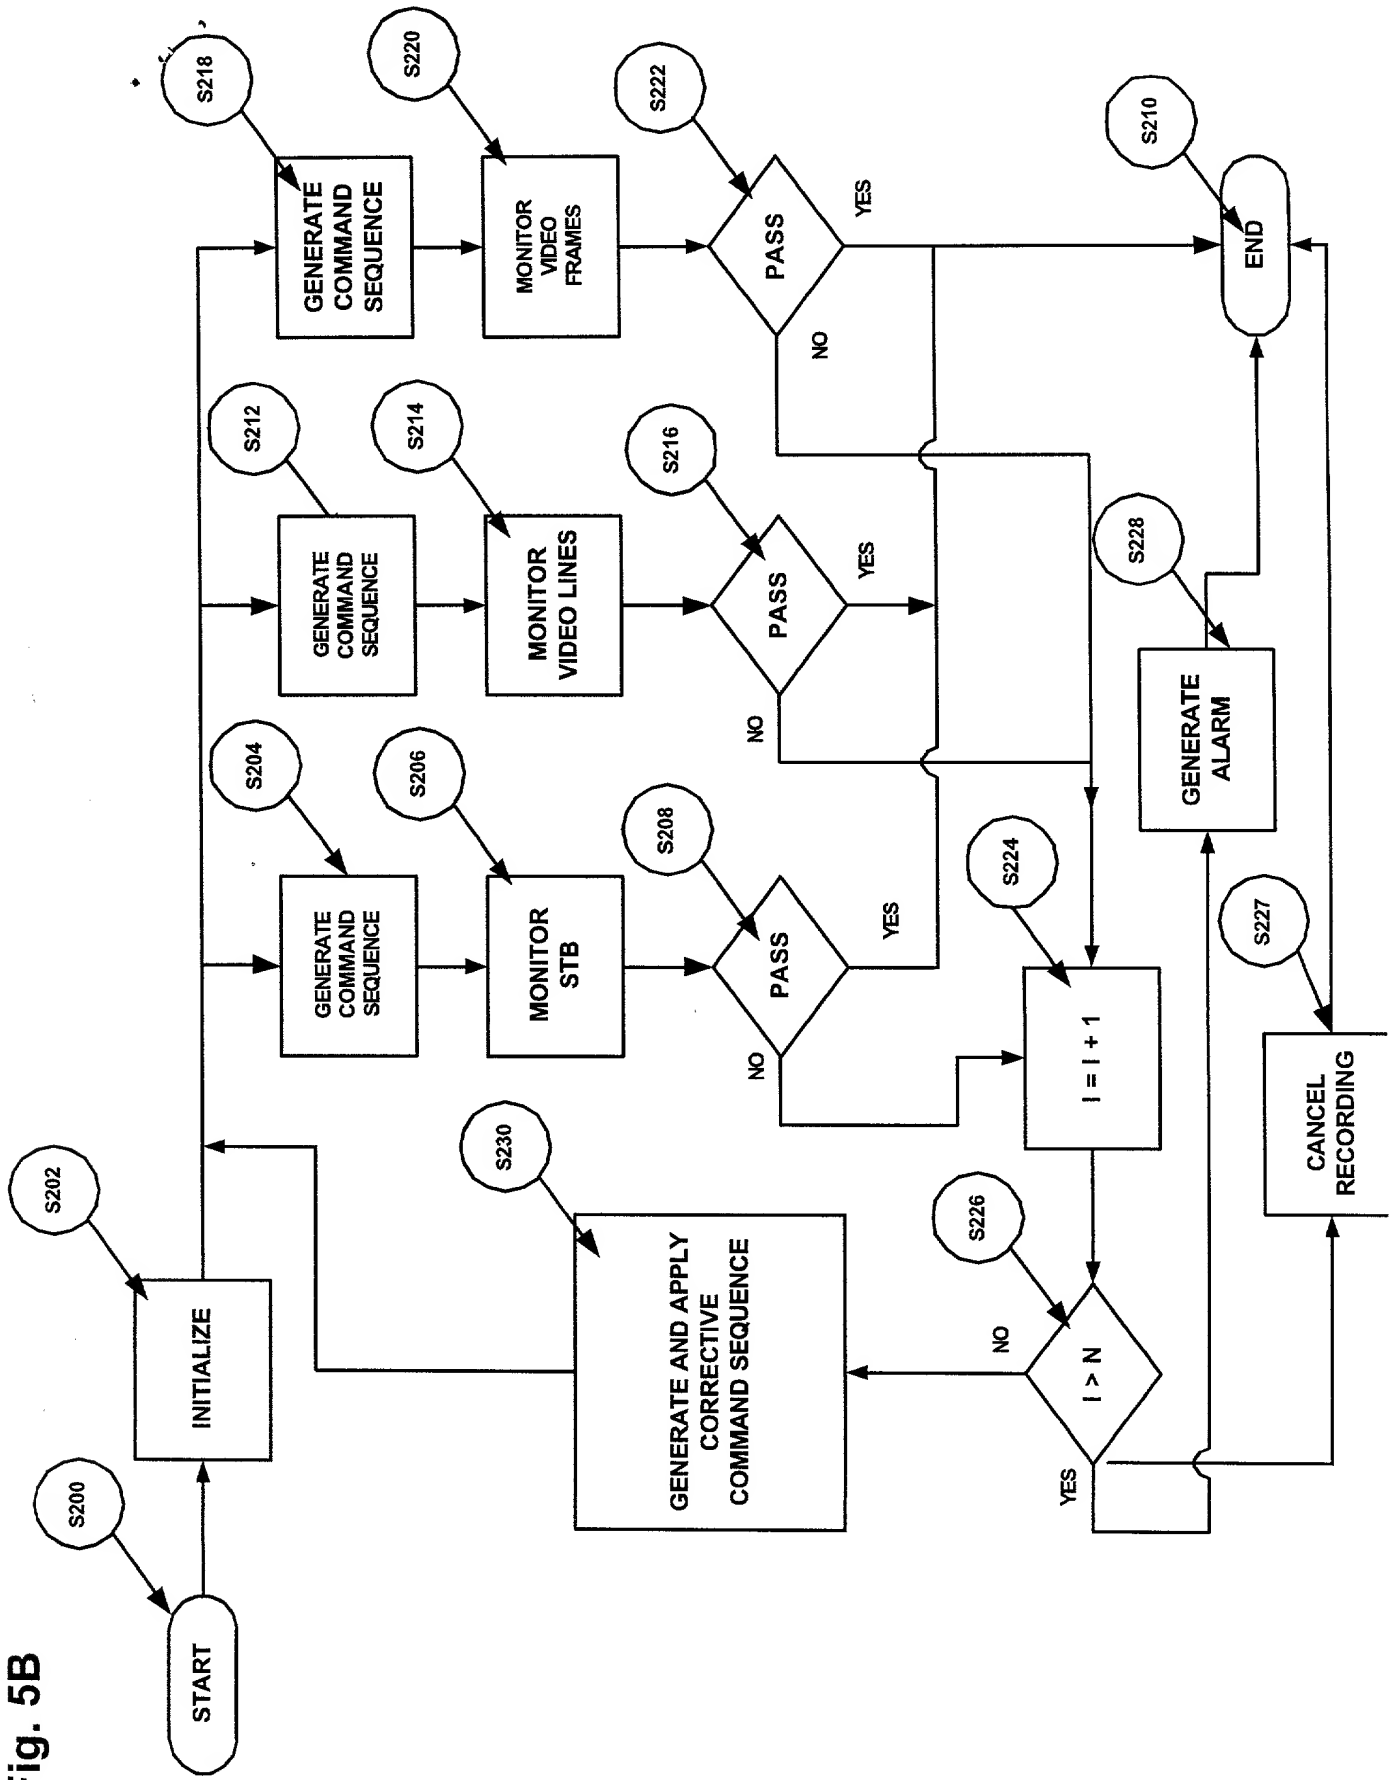 Fig. 5B
S200
START
S202
INITIALIZE
S204
GENERATE
COMMAND
SEQUENCE
S206
MONITOR
STB
S208
PASS
NO
YES
S212
GENERATE
COMMAND
SEQUENCE
S214
MONITOR
VIDEO LINES
S216
PASS
NO
YES
S218
GENERATE
COMMAND
SEQUENCE
S220
MONITOR
VIDEO
FRAMES
S222
PASS
NO
YES
S230
GENERATE AND APPLY
CORRECTIVE
COMMAND SEQUENCE
S224
I = I + 1
S226
I > N
NO
YES
S228
GENERATE
ALARM
S227
CANCEL
RECORDING
S210
END